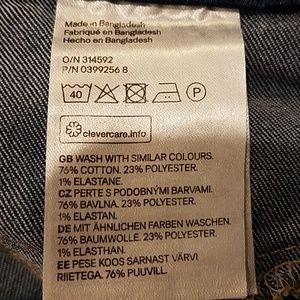 Made in Bangladesh
Fabriqué en Bangladesh
Hecho en Bangladesh
O/N 314592
P/N 0399256 8
40 P
clevercare.info
GB WASH WITH SIMILAR COLOURS.
76% COTTON. 23% POLYESTER.
1% ELASTANE.
CZ PERTE S PODOBNÝMI BARVAMI.
76% BAVLNA. 23% POLYESTER.
1% ELASTAN.
DE MIT ÄHNLICHEN FARBEN WASCHEN.
76% BAUMWOLLE. 23% POLYESTER.
1% ELASTHAN.
EE PESE KOOS SARNAST VÄRVI
RIIETEGA. 76% PUUVILL.